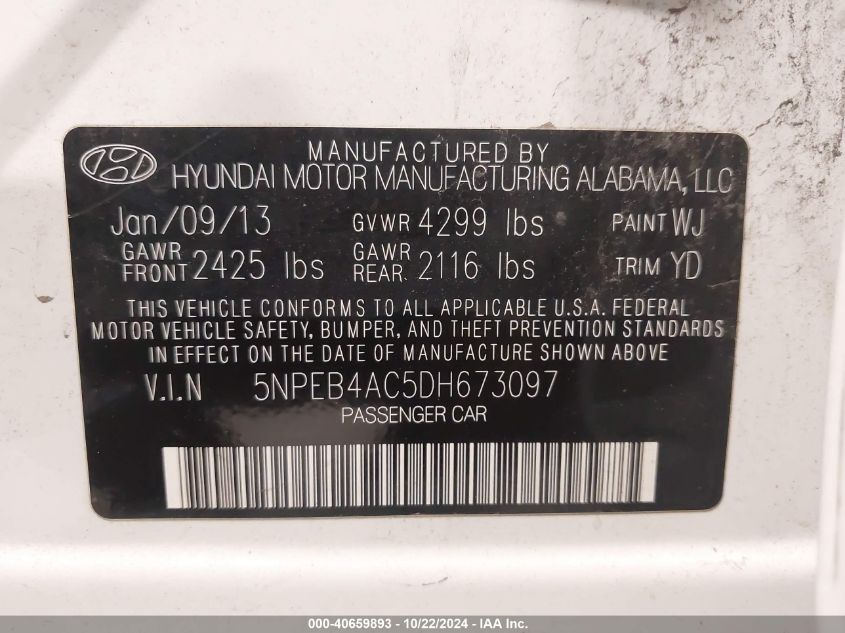 MANUFACTURED BY
HYUNDAI MOTOR MANUFACTURING ALABAMA, LLC
Jan/09/13 GVWR 4299 lbs PAINT WJ
GAWR FRONT 2425 lbs GAWR REAR. 2116 lbs TRIM YD
THIS VEHICLE CONFORMS TO ALL APPLICABLE U.S.A. FEDERAL
MOTOR VEHICLE SAFETY, BUMPER, AND THEFT PREVENTION STANDARDS
IN EFFECT ON THE DATE OF MANUFACTURE SHOWN ABOVE.
V.I.N 5NPEB4AC5DH673097
PASSENGER CAR
000-40659893 - 10/22/2024 - IAA Inc.